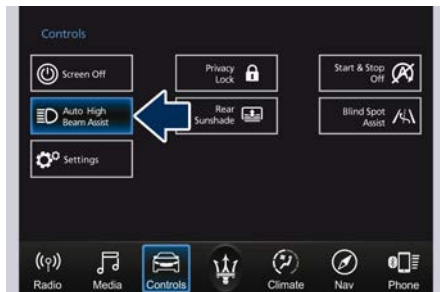 Controls
Screen Off
Privacy
Lock
Start & Stop
Off
Auto High
Beam Assist
Rear
Sunshade
Blind Spot
Assist
Settings
Radio
Media
Controls
Climate
Nav
Phone